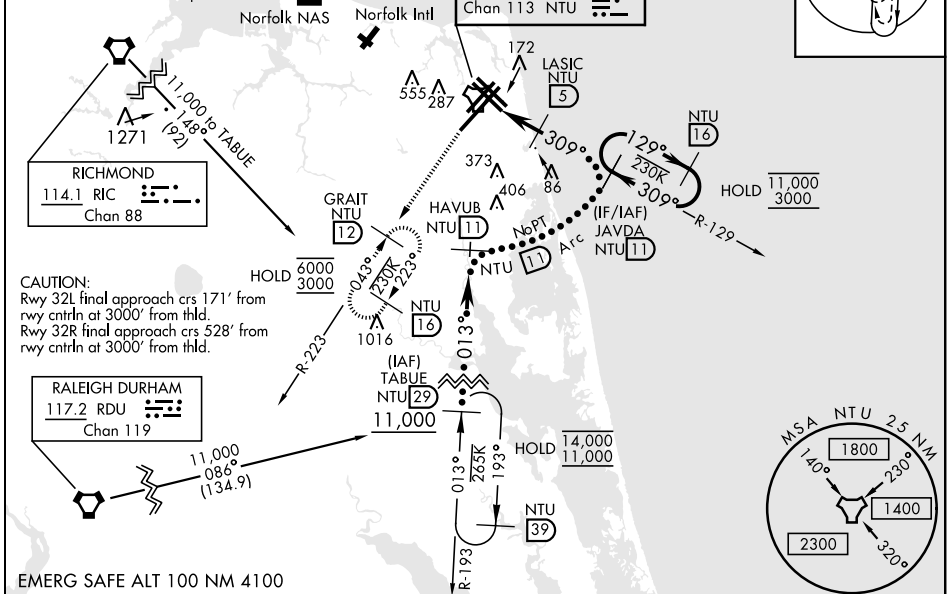 Norfolk NAS
Norfolk Intl
Chan 113 NTU
172
LASIC
NTU
5
555
287
11,000 to TABUE
148°
(92)
1271
309°
129°
230K
309°
NTU
16
HOLD 11,000
3000
RICHMOND
114.1 RIC
Chan 88
373
406
86
GRAIT
NTU
12
HAVUB
NTU 11
NoPT
NTU 11 Arc
(IF/IAF)
JAVDA
NTU 11
R-129
HOLD 6000
3000
043°
230K
223°
NTU
16
1016
R-223
CAUTION:
Rwy 32L final approach crs 171' from
rwy cntrln at 3000' from thld.
Rwy 32R final approach crs 528' from
rwy cntrln at 3000' from thld.
013°
(IAF)
TABUE
NTU 29
11,000
RALEIGH DURHAM
117.2 RDU
Chan 119
11,000
086°
(134.9)
013°
265K
193°
HOLD 14,000
11,000
NTU
39
R-193
MSA NTU 25 NM
1800
140°
230°
1400
2300
320°
EMERG SAFE ALT 100 NM 4100